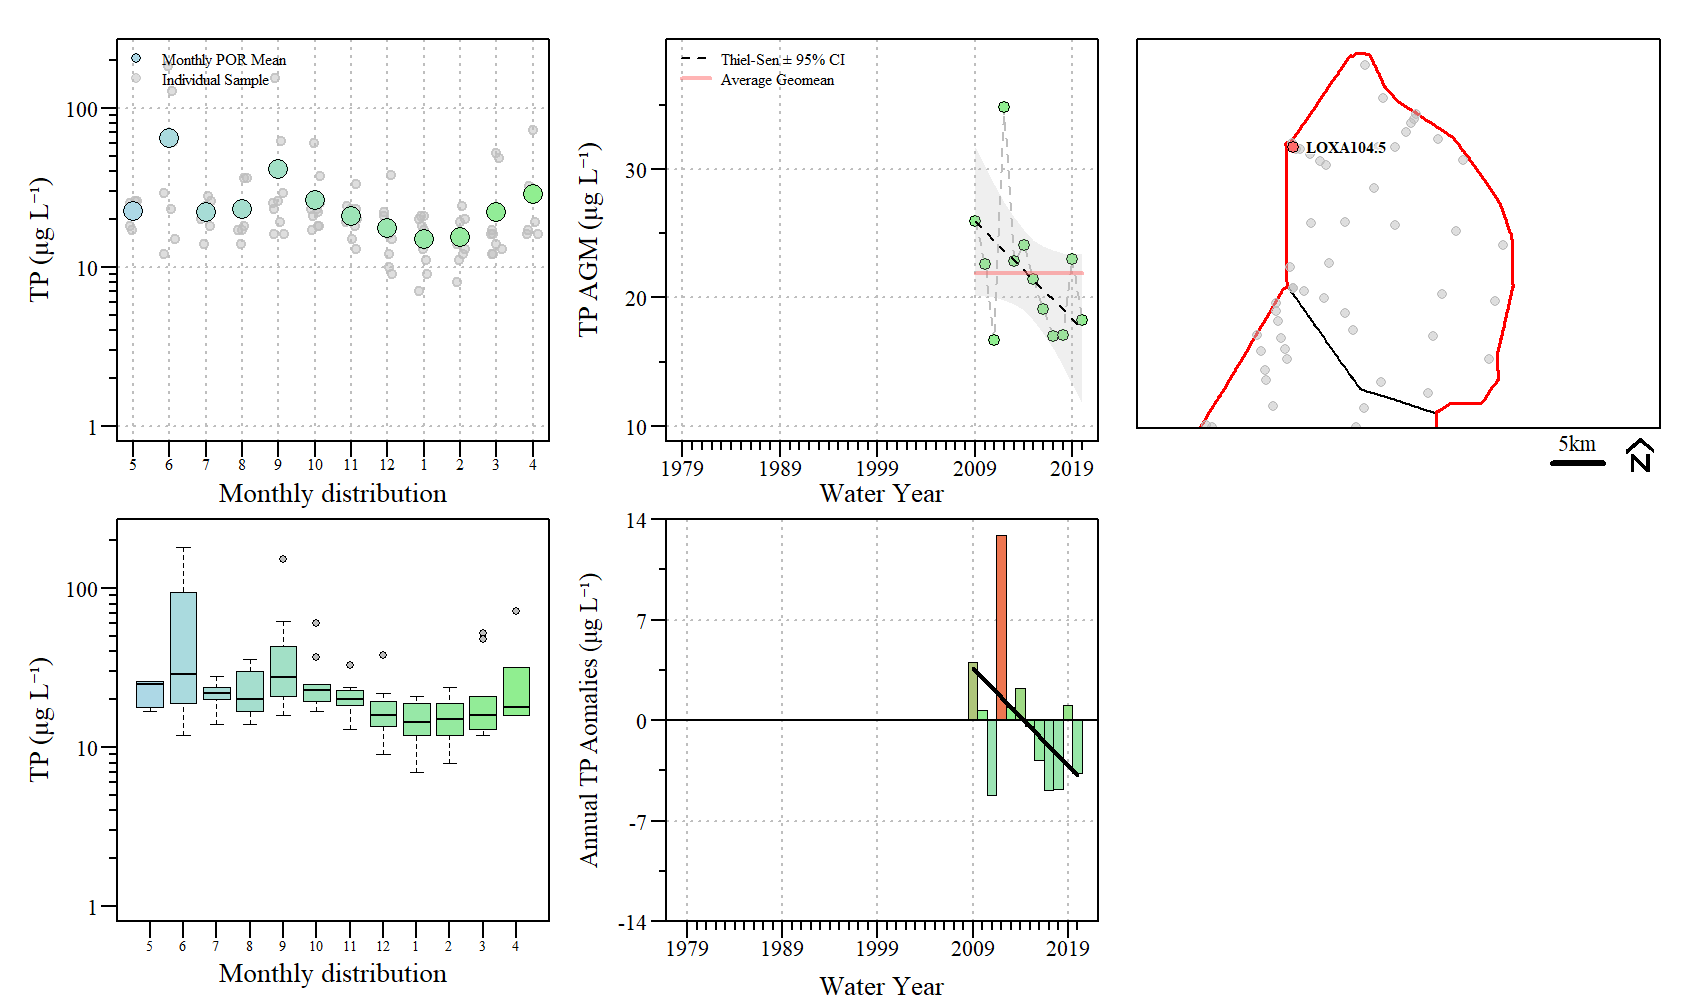 Monthly POR Mean
Individual Sample
100
10
1
TP (µg L⁻¹)
5 6 7 8 9 10 11 12 1 2 3 4
Monthly distribution
Thiel-Sen ± 95% CI
Average Geomean
30
20
10
TP AGM (µg L⁻¹)
1979 1989 1999 2009 2019
Water Year
LOXA104.5
5km
N
100
10
1
TP (µg L⁻¹)
5 6 7 8 9 10 11 12 1 2 3 4
Monthly distribution
14
7
0
-7
-14
Annual TP Aomalies (µg L⁻¹)
1979 1989 1999 2009 2019
Water Year